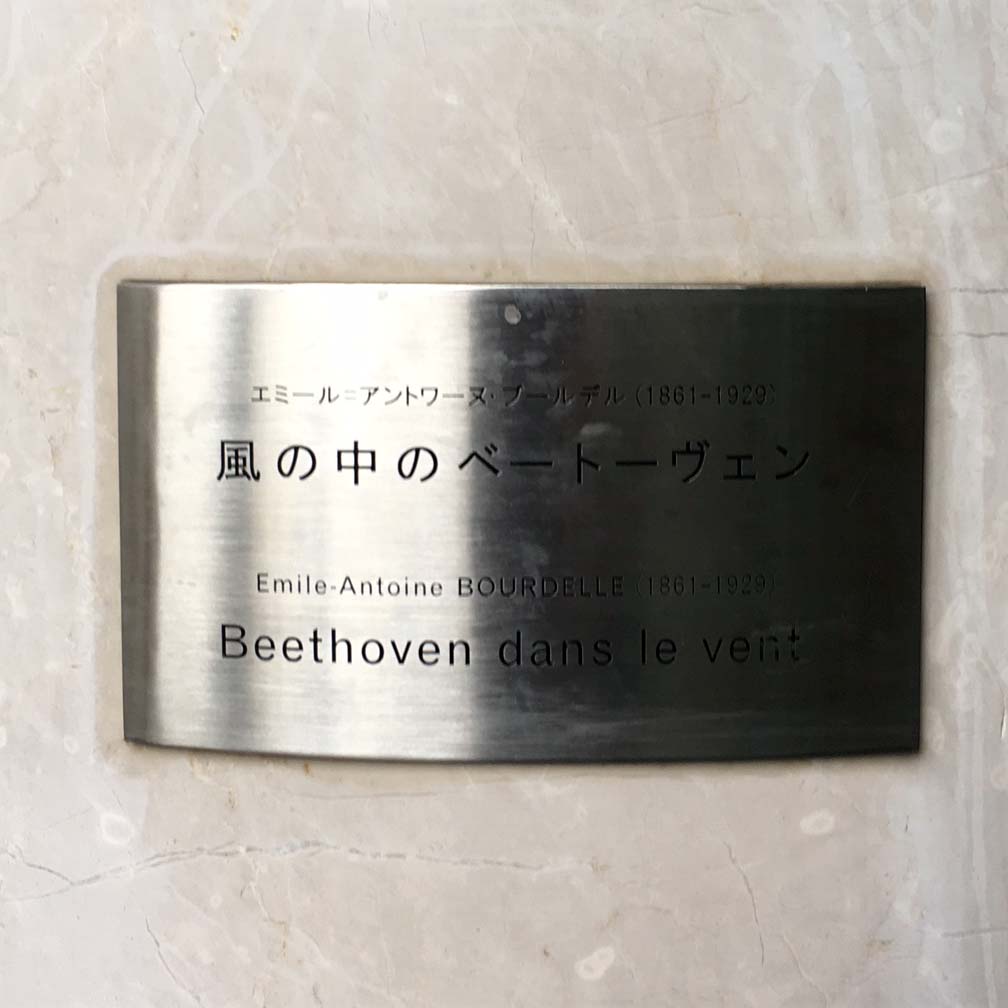 エミール=アントワーヌ・ブールデル(1861-1929)
風の中のベートーヴェン
Emile-Antoine BOURDELLE (1861-1929)
Beethoven dans le vent